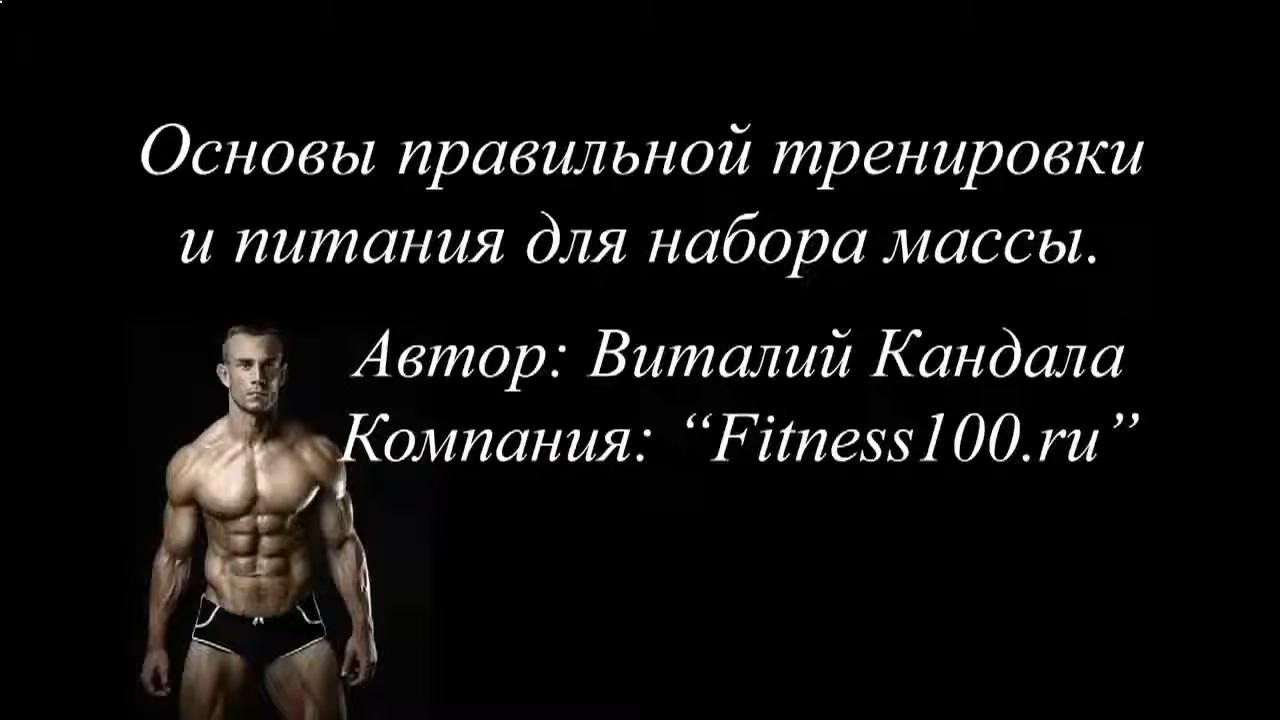 Основы правильной тренировки
и питания для набора массы.
Автор: Виталий Кандала
Компания: “Fitness100.ru”